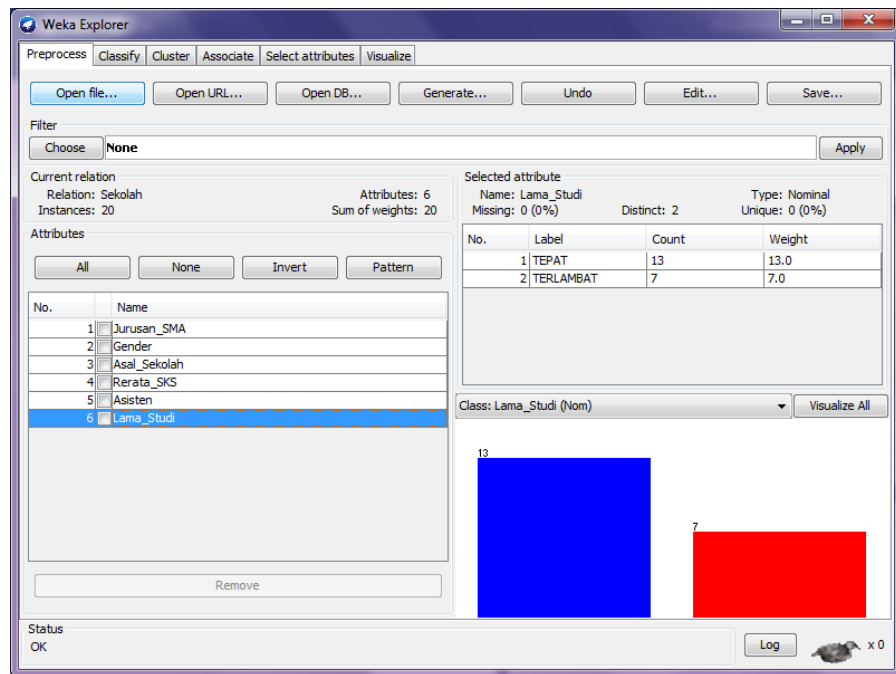 Weka Explorer
Preprocess Classify Cluster Associate Select attributes Visualize
Open file... Open URL... Open DB... Generate... Undo Edit... Save...
Filter
Choose None Apply
Current relation
Relation: Sekolah Attributes: 6
Instances: 20 Sum of weights: 20
Selected attribute
Name: Lama_Studi Type: Nominal
Missing: 0 (0%) Distinct: 2 Unique: 0 (0%)
Attributes
All None Invert Pattern
No. Name
1 Jurusan_SMA
2 Gender
3 Asal_Sekolah
4 Rerata_SKS
5 Asisten
6 Lama_Studi
Remove
No. Label Count Weight
1 TEPAT 13 13.0
2 TERLAMBAT 7 7.0
Class: Lama_Studi (Nom) Visualize All
13
7
Status
OK
Log x 0